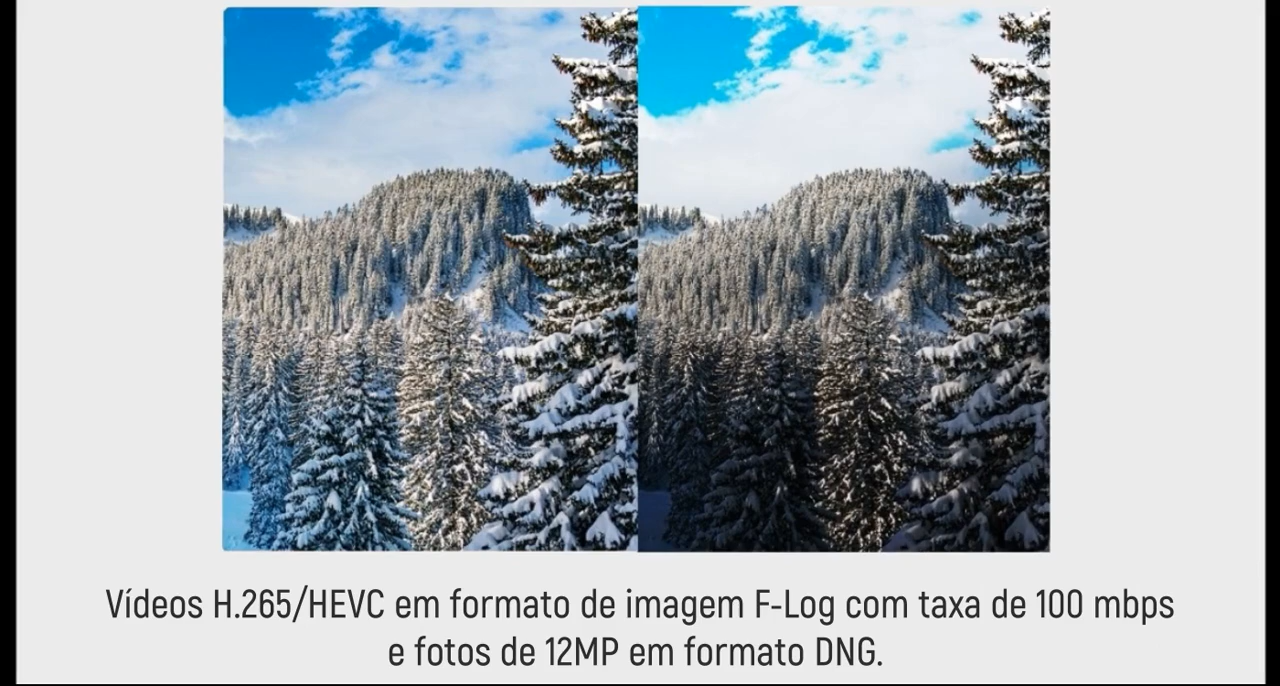 Vídeos H.265/HEVC em formato de imagem F-Log com taxa de 100 mbps
e fotos de 12MP em formato DNG.